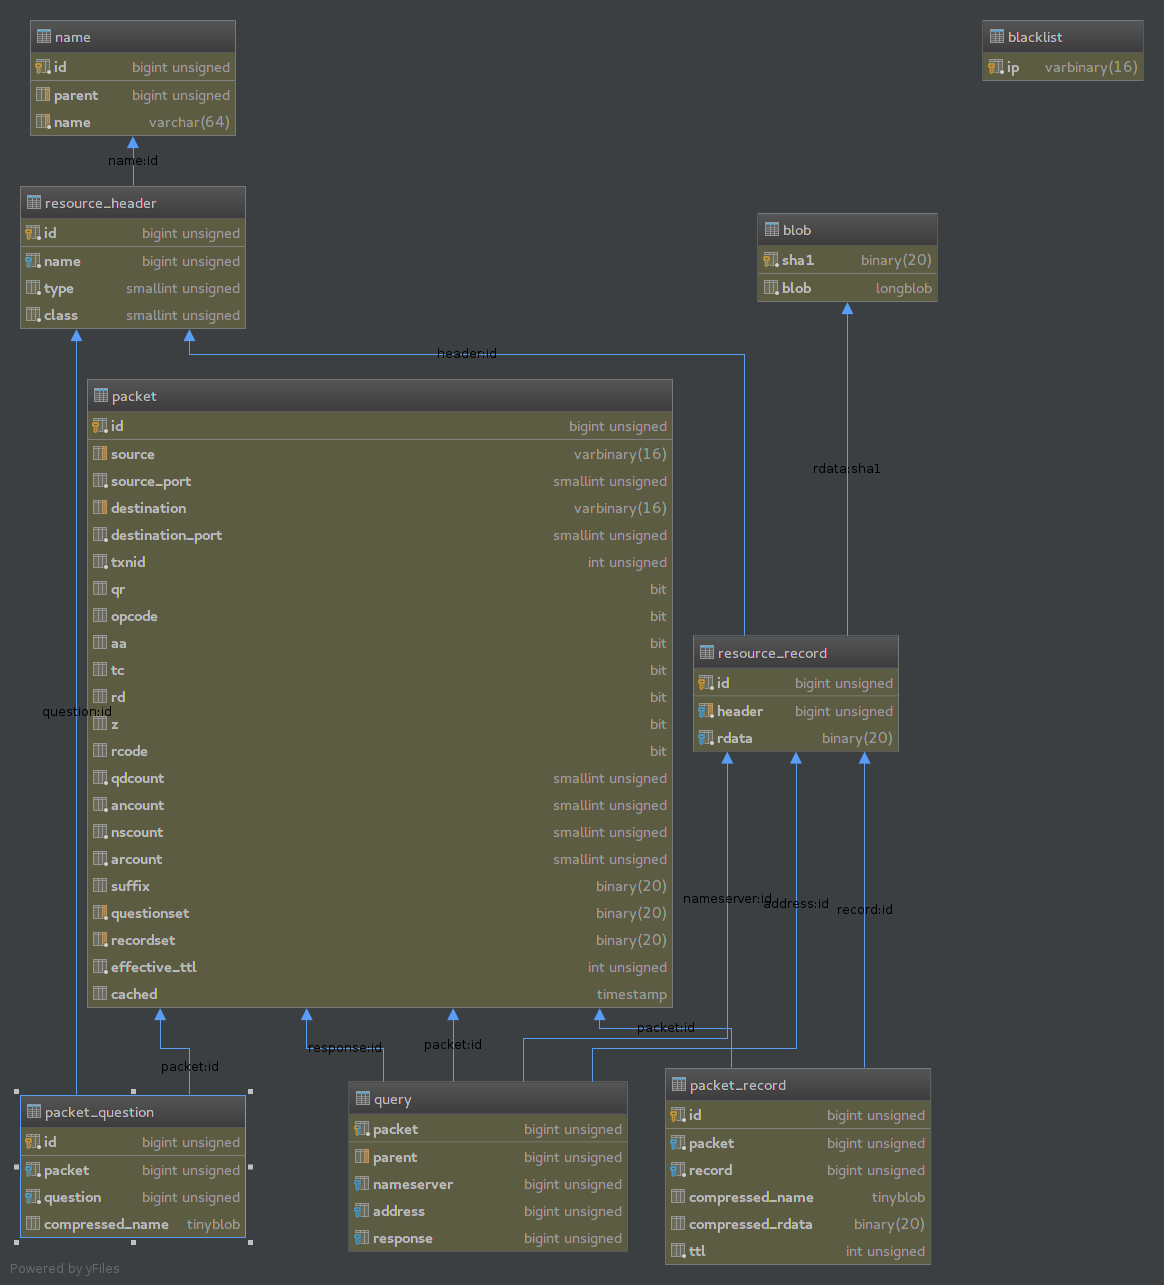 name
id bigint unsigned
parent bigint unsigned
name varchar(64)
blacklist
ip varbinary(16)
name:id
resource_header
id bigint unsigned
name bigint unsigned
type smallint unsigned
class smallint unsigned
blob
sha1 binary(20)
blob longblob
header:id
packet
id bigint unsigned
source varbinary(16)
source_port smallint unsigned
destination varbinary(16)
destination_port smallint unsigned
txnid int unsigned
qr bit
opcode bit
aa bit
tc bit
rd bit
z bit
rcode bit
qdcount smallint unsigned
ancount smallint unsigned
nscount smallint unsigned
arcount smallint unsigned
suffix binary(20)
questionset binary(20)
recordset binary(20)
effective_ttl int unsigned
cached timestamp
rdata:sha1
question:id
resource_record
id bigint unsigned
header bigint unsigned
rdata binary(20)
nameserver:id
address:id
record:id
packet:id
response:id
packet:id
packet:id
packet_question
id bigint unsigned
packet bigint unsigned
question bigint unsigned
compressed_name tinyblob
query
packet bigint unsigned
parent bigint unsigned
nameserver bigint unsigned
address bigint unsigned
response bigint unsigned
packet_record
id bigint unsigned
packet bigint unsigned
record bigint unsigned
compressed_name tinyblob
compressed_rdata binary(20)
ttl int unsigned
Powered by yFiles